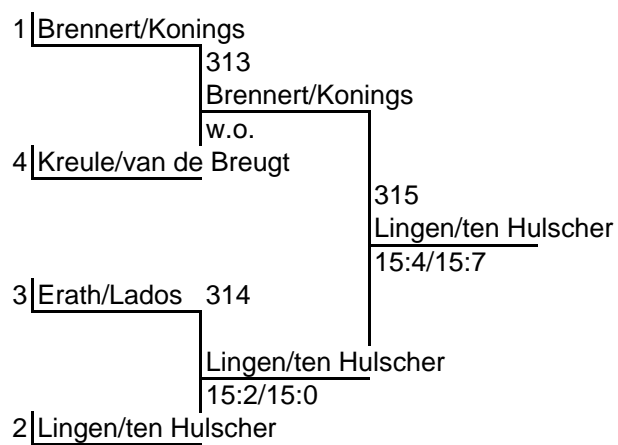 1 Brennert/Konings
313
Brennert/Konings
w.o.
4 Kreule/van de Breugt
315
Lingen/ten Hulscher
15:4/15:7
3 Erath/Lados 314
Lingen/ten Hulscher
15:2/15:0
2 Lingen/ten Hulscher